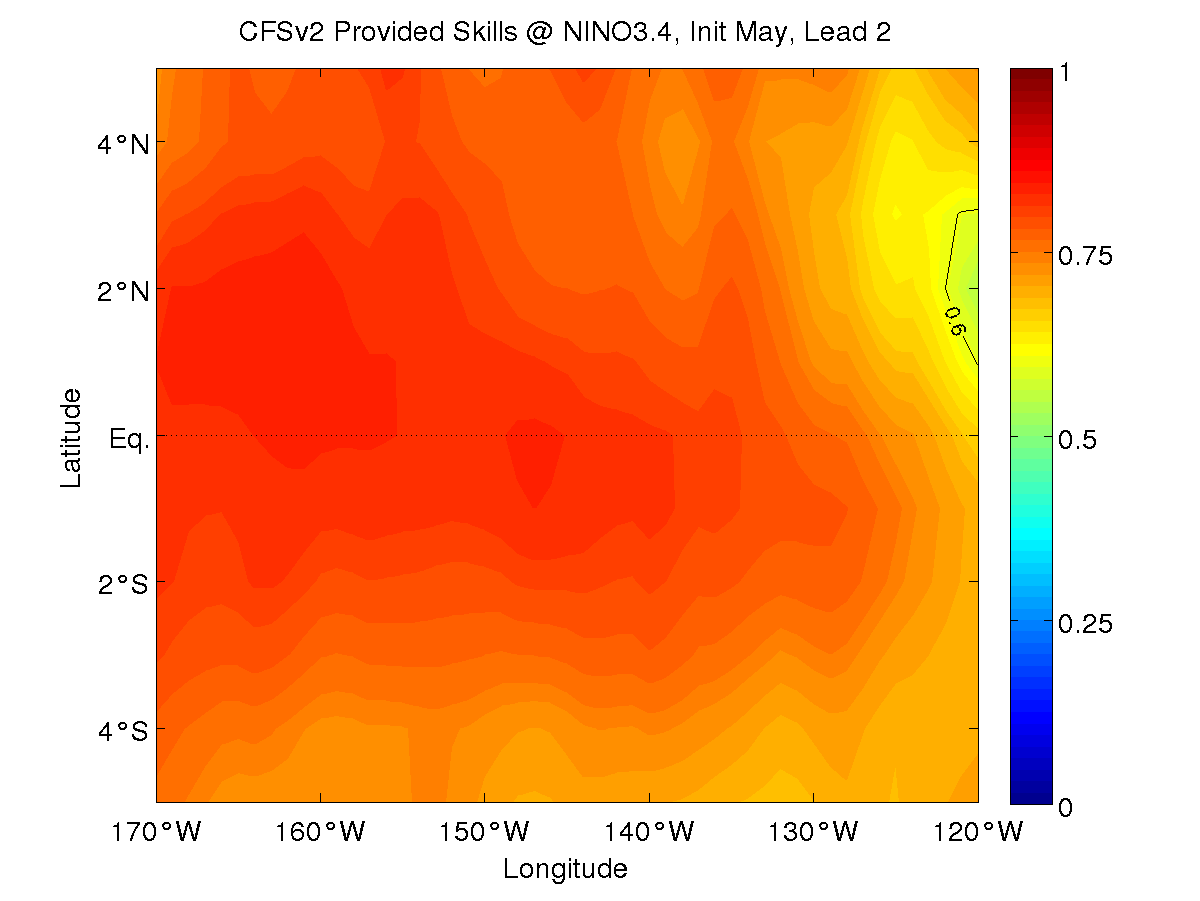 CFSv2 Provided Skills @ NINO3.4, Init May, Lead 2
4°N
2°N
Eq.
2°S
4°S
Latitude
170°W 160°W 150°W 140°W 130°W 120°W
Longitude
0.6
1
0.75
0.5
0.25
0